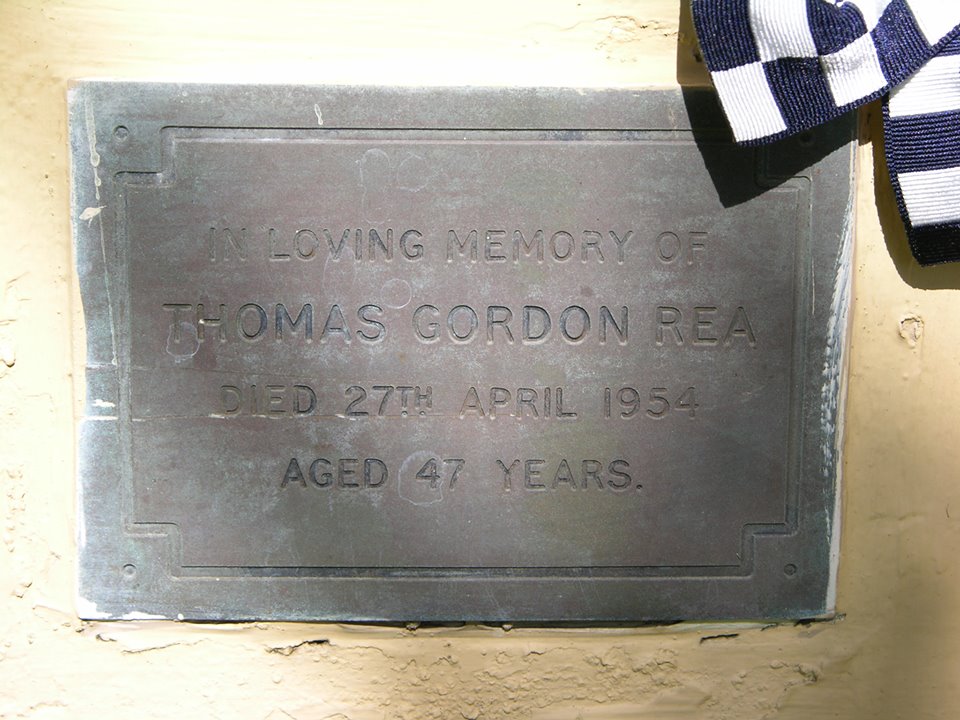 IN LOVING MEMORY OF
THOMAS GORDON REA
DIED 27TH APRIL 1954
AGED 47 YEARS.